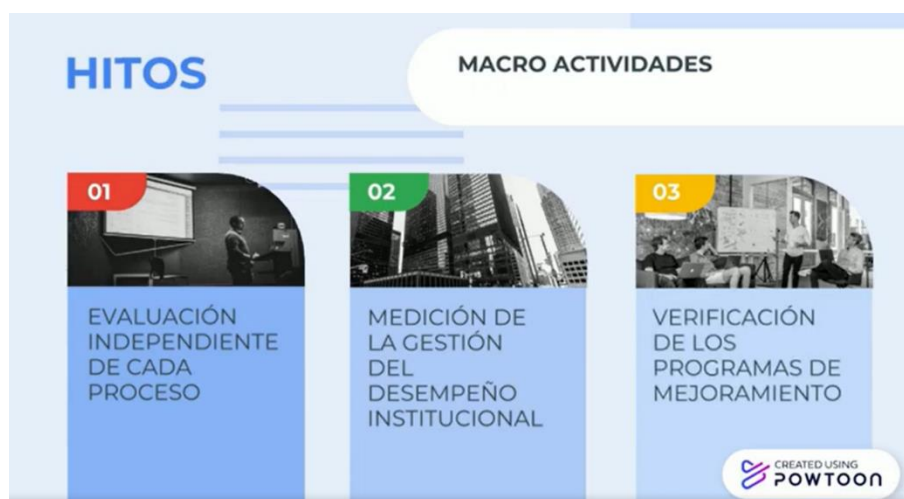 HITOS
MACRO ACTIVIDADES
01
EVALUACIÓN
INDEPENDIENTE
DE CADA
PROCESO
02
MEDICIÓN DE
LA GESTIÓN
DEL
DESEMPEÑO
INSTITUCIONAL
03
VERIFICACIÓN
DE LOS
PROGRAMAS DE
MEJORAMIENTO
CREATED USING
POWTOON